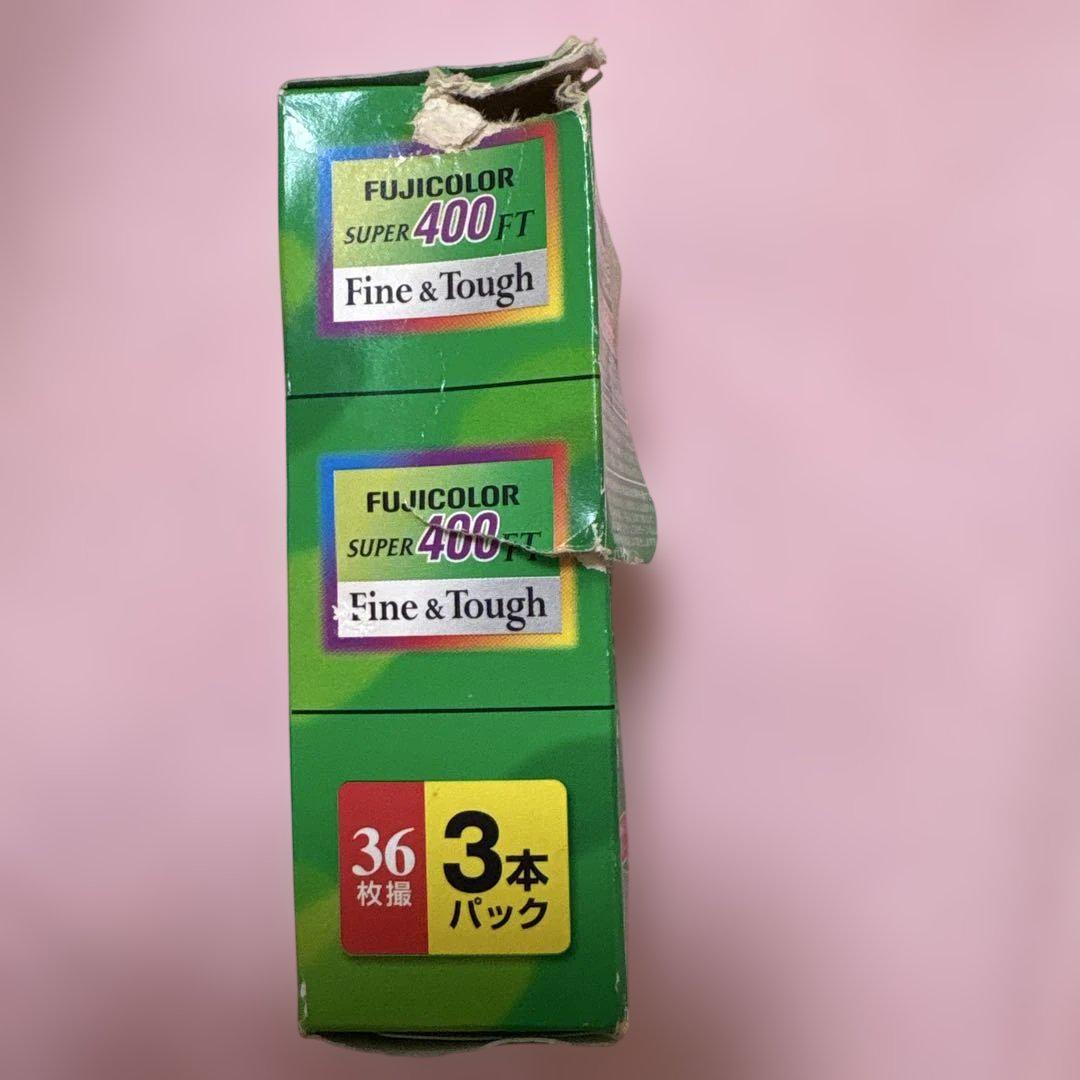 FUJICOLOR
SUPER 400 FT
Fine & Tough
FUJICOLOR
SUPER 400 FT
Fine & Tough
36
枚撮
3本
パック